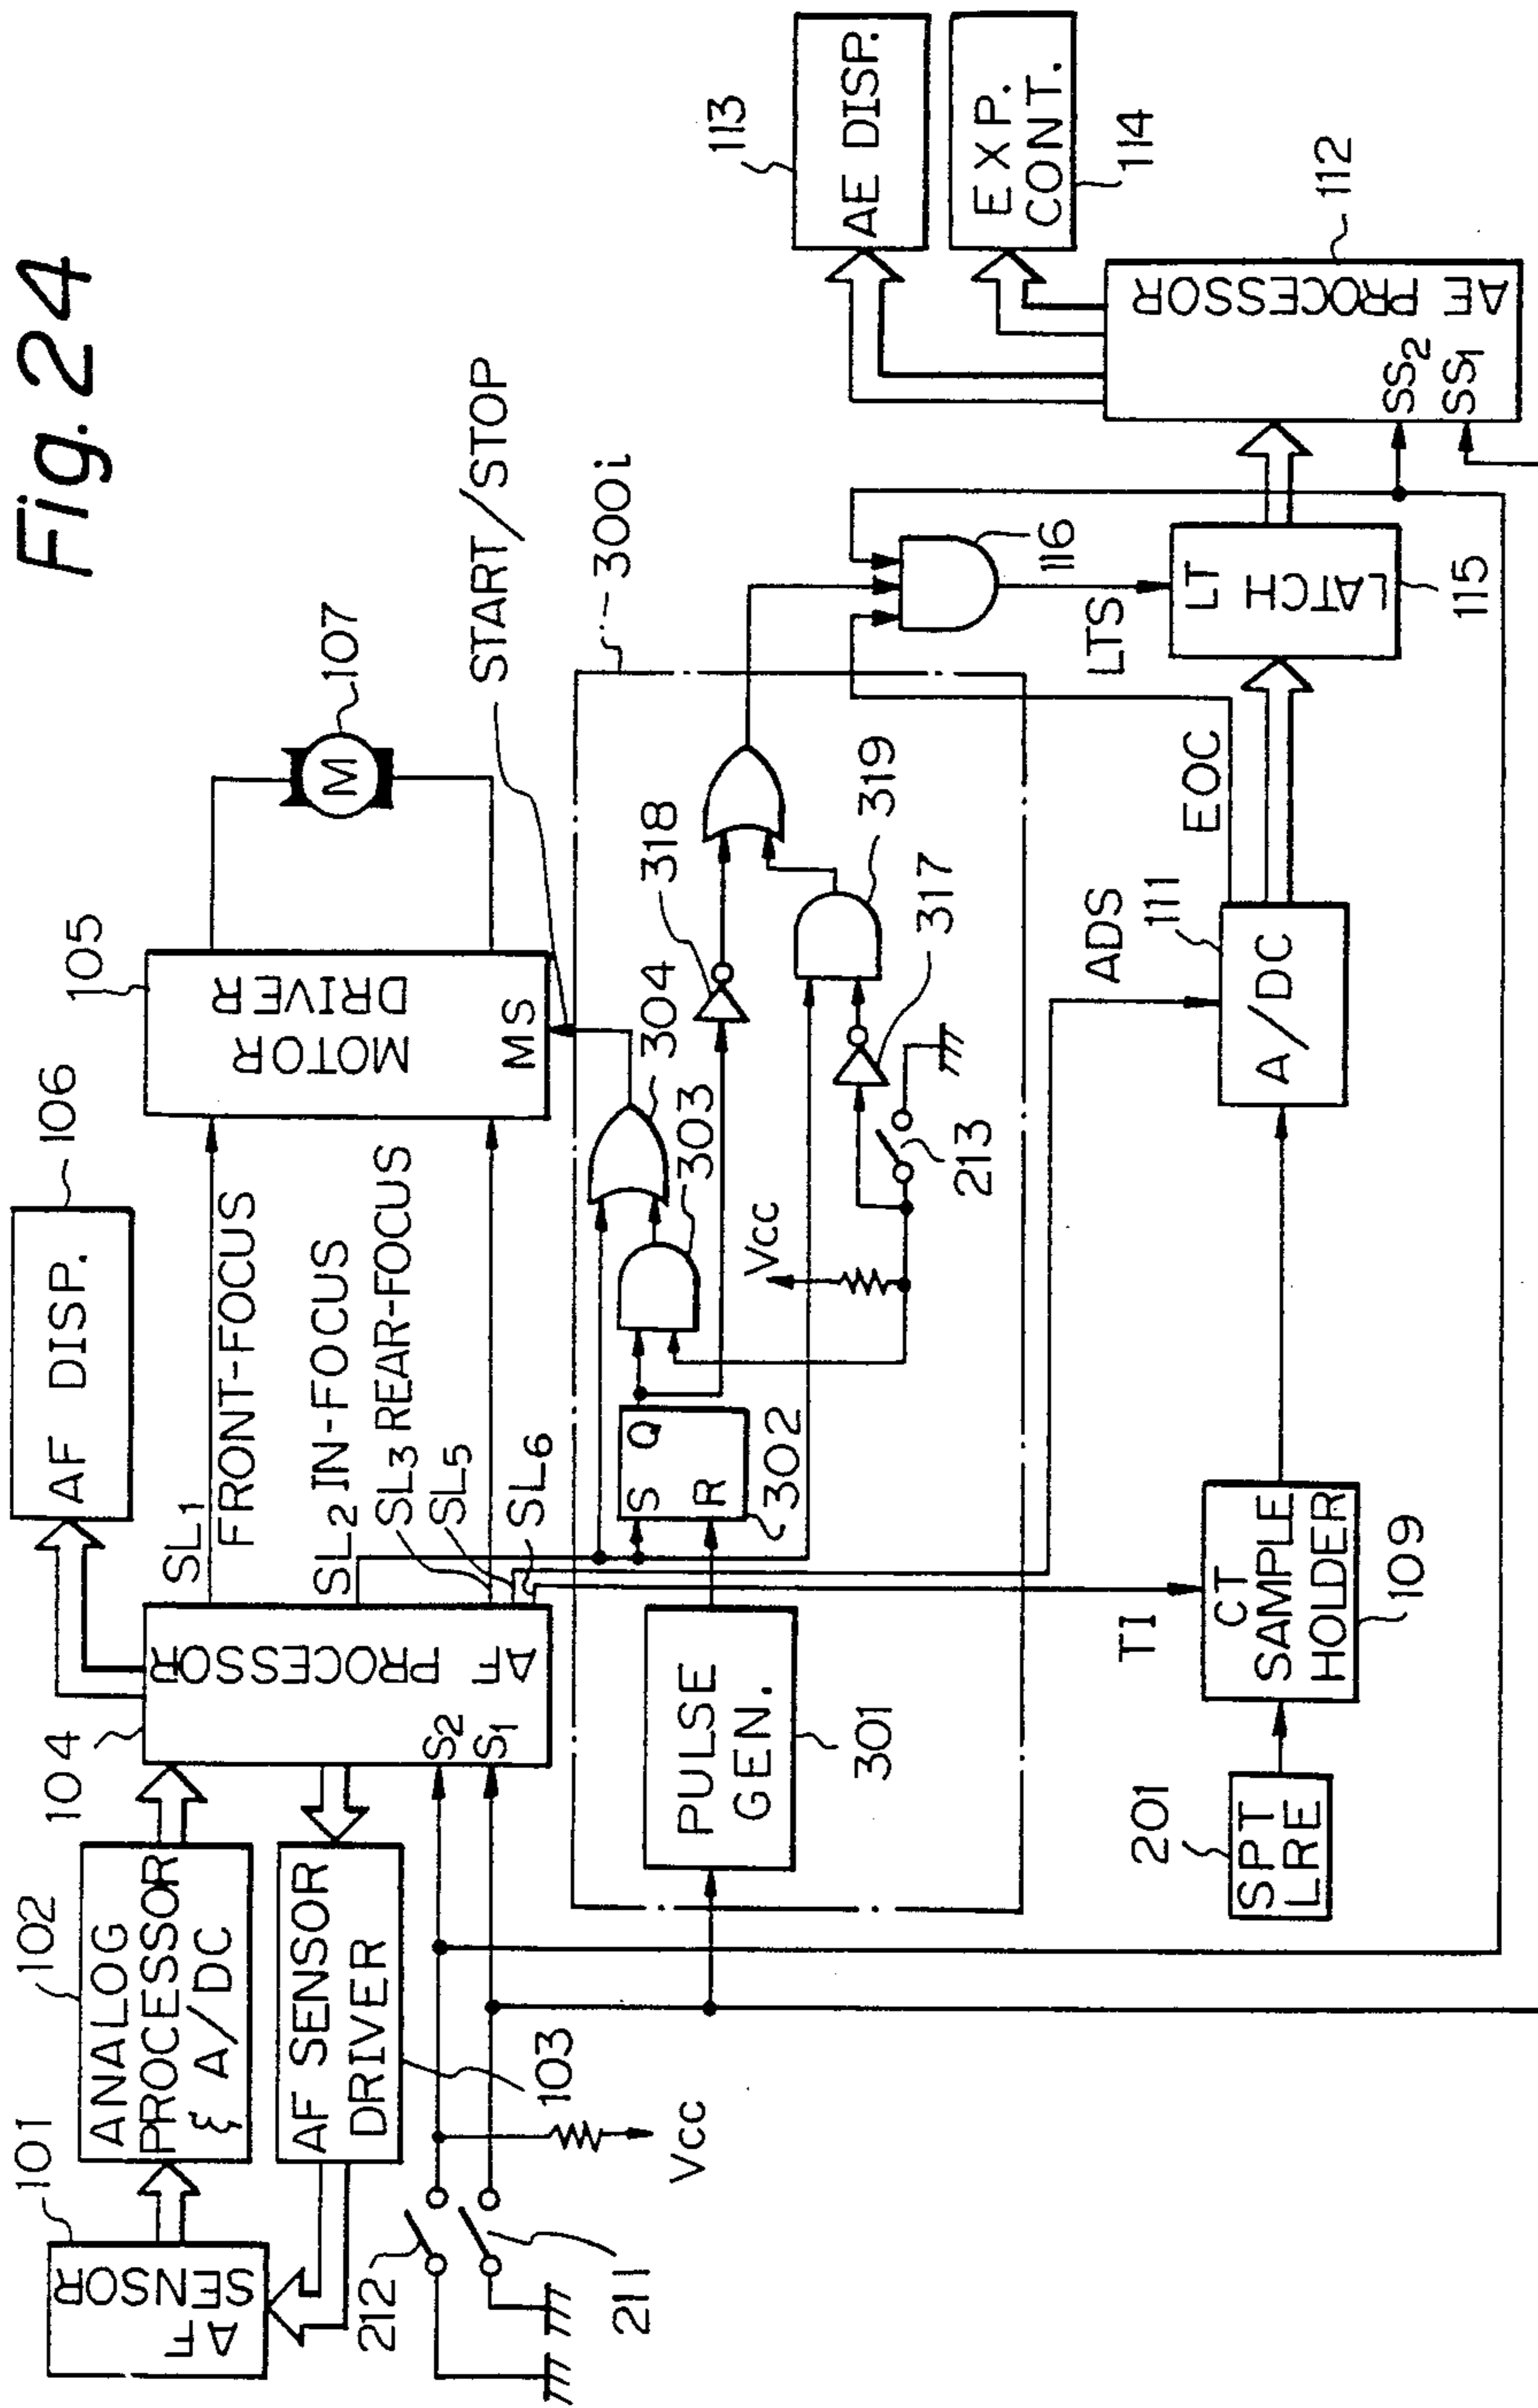 Fig. 24
101
AF
SENSOR
102
ANALOG
PROCESSOR
& A/DC
AF SENSOR
DRIVER
103
104
AF
PROCESSOR
S2
S1
AF DISP.
106
SL1
FRONT-FOCUS
SL2 IN-FOCUS
SL3 REAR-FOCUS
SL5
SL6
105
MOTOR
DRIVER
MS
M
107
START/STOP
300i
212
211
Vcc
PULSE
GEN.
301
S
Q
R
302
303
304
318
319
317
213
Vcc
116
EOC
LTS
LT
LATCH
115
ADS
111
A/DC
TI
CT
SAMPLE
HOLDER
109
201
SPT
LRE
AE PROCESSOR
SS2
SS1
112
113
AE DISP.
EXP.
CONT.
114